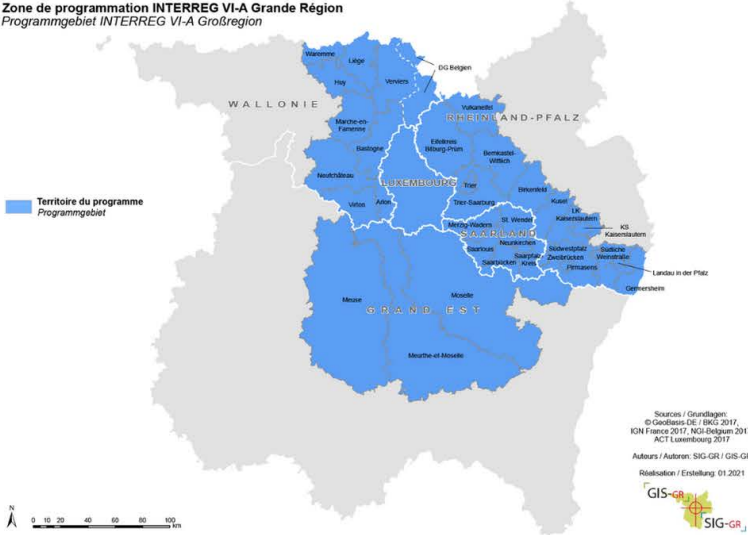 Zone de programmation INTERREG VI-A Grande Région
Programmgebiet INTERREG VI-A Großregion
Waremme
Liège
DG Belgien
Huy
Verviers
WALLONIE
Vulkaneifel
RHEINLAND-PFALZ
Marche-en-
Famenne
Eifelkreis
Bitburg-Prüm
Bastogne
Bernkastel-
Wittlich
Neufchâteau
LUXEMBOURG
Trier
Birkenfeld
Territoire du programme
Programmgebiet
Virton
Arlon
Trier-Saarburg
Kusel
LK
Kaiserslautern
KS
Kaiserslautern
Merzig-Wadern
St. Wendel
SAARLAND
Neunkirchen
Saarlouis
Saarpfalz-
Kreis
Saarbrücken
Südwestpfalz
Zweibrücken
Pirmasens
Südliche
Weinstraße
Landau in der Pfalz
Germersheim
Meuse
Moselle
GRAND EST
Meurthe-et-Moselle
Sources / Grundlagen:
© GeoBasis-DE / BKG 2017,
IGN France 2017, NGI-Belgium 201
ACT Luxembourg 2017
Auteurs / Autoren: SIG-GR / GIS-G
Réalisation / Erstellung: 01.2021
GIS-GR
SIG-GR
N
0 10 20 40 60 80 100
km